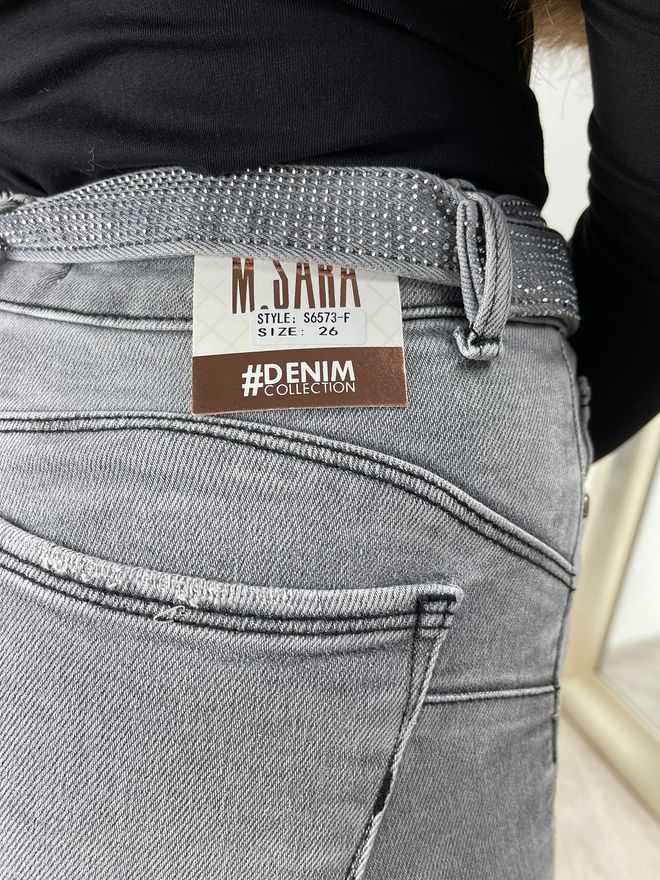 M.SARA
STYLE: S6573-F
SIZE: 26
#DENIM
COLLECTION